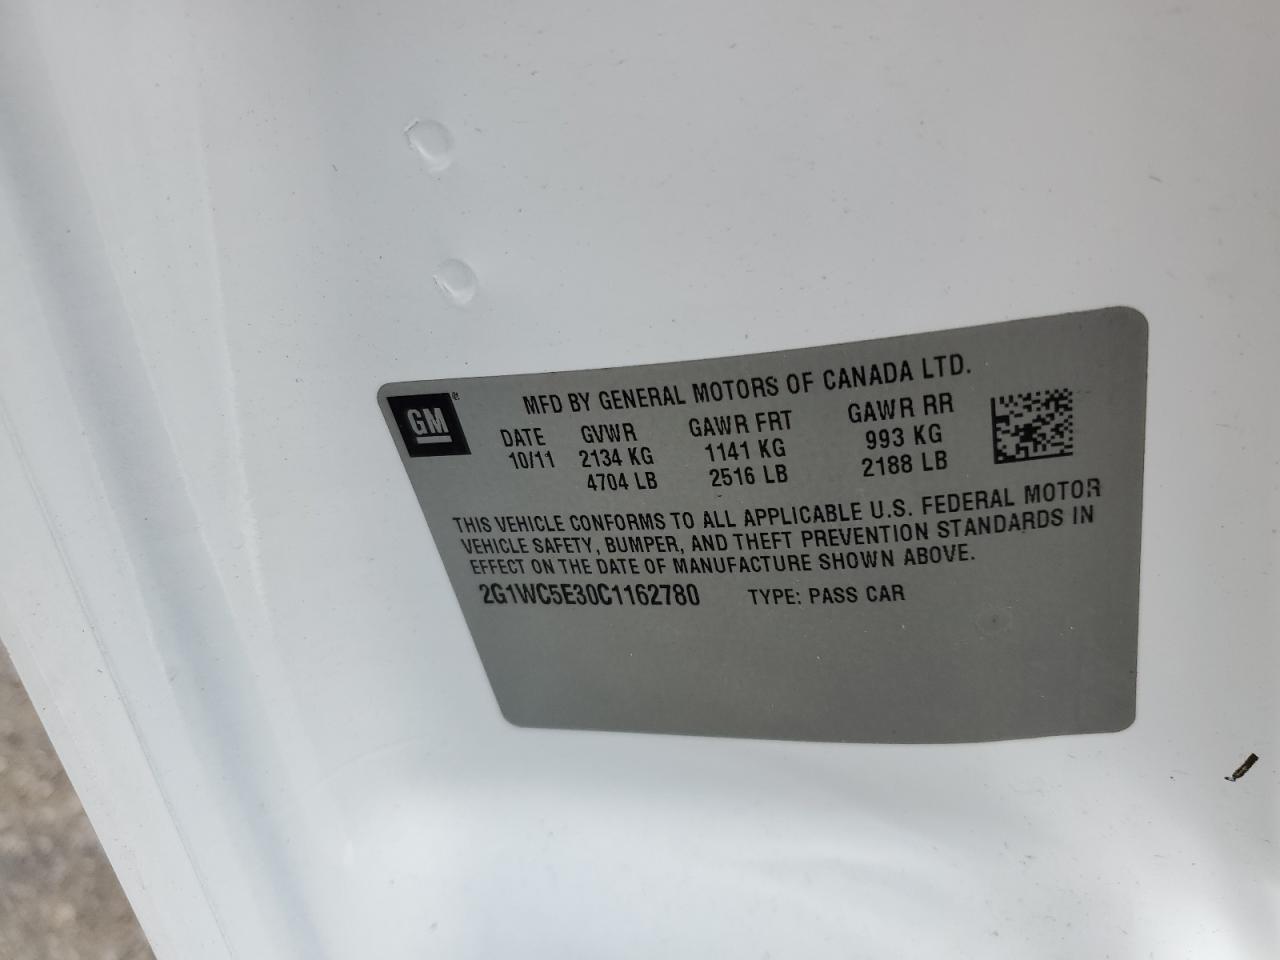 GM
MFD BY GENERAL MOTORS OF CANADA LTD.
DATE GVWR GAWR FRT GAWR RR
10/11 2134 KG 1141 KG 993 KG
4704 LB 2516 LB 2188 LB
THIS VEHICLE CONFORMS TO ALL APPLICABLE U.S. FEDERAL MOTOR
VEHICLE SAFETY, BUMPER, AND THEFT PREVENTION STANDARDS IN
EFFECT ON THE DATE OF MANUFACTURE SHOWN ABOVE.
2G1WC5E30C1162780 TYPE: PASS CAR